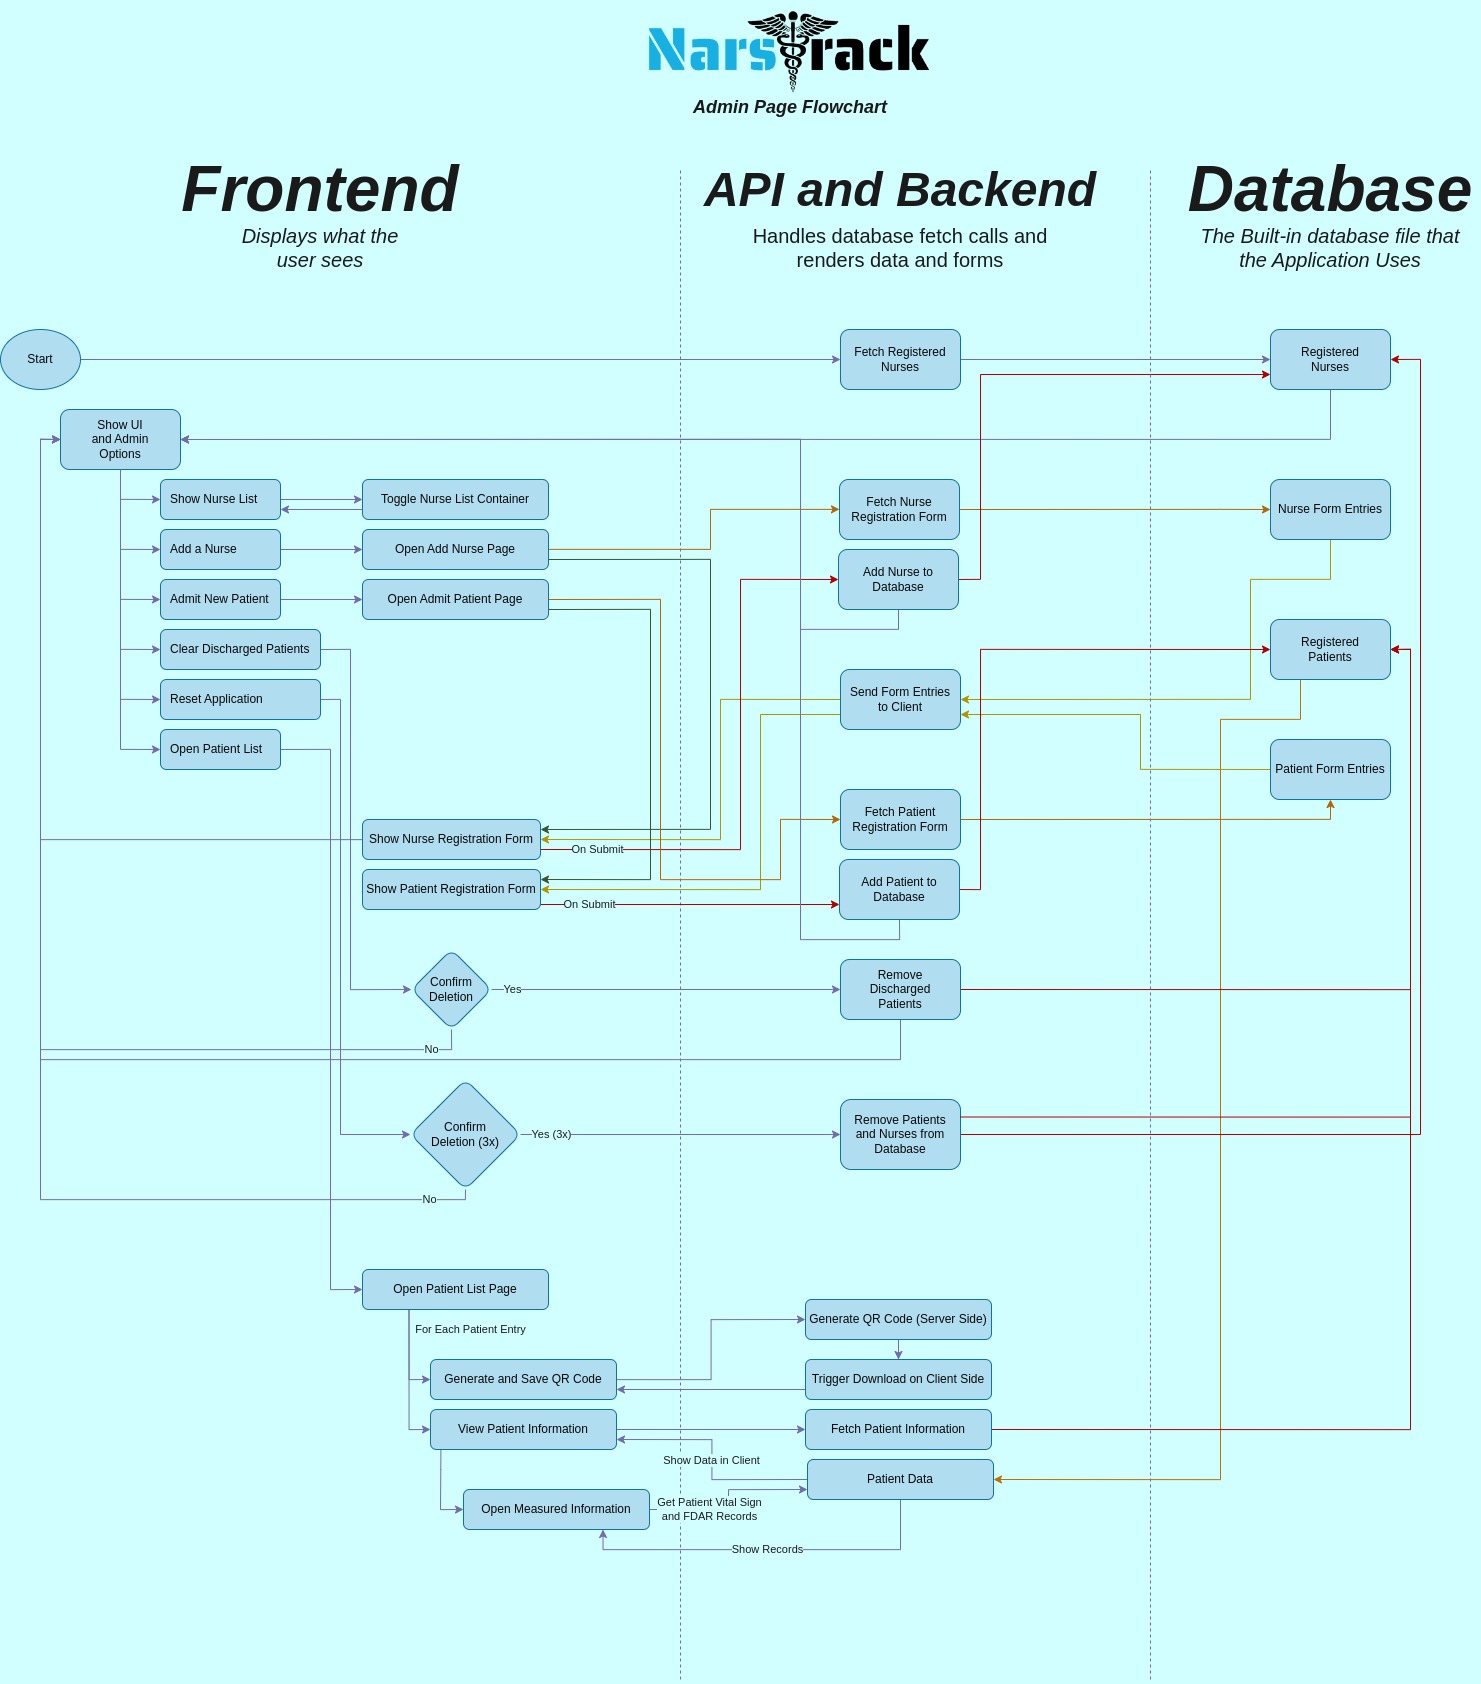 Nars rack
Admin Page Flowchart
Frontend
Displays what the
user sees
API and Backend
Handles database fetch calls and
renders data and forms
Database
The Built-in database file that
the Application Uses
Start
Fetch Registered
Nurses
Registered
Nurses
Show UI
and Admin
Options
Show Nurse List
Toggle Nurse List Container
Fetch Nurse
Registration Form
Nurse Form Entries
Add a Nurse
Open Add Nurse Page
Add Nurse to
Database
Admit New Patient
Open Admit Patient Page
Clear Discharged Patients
Registered
Patients
Reset Application
Send Form Entries
to Client
Open Patient List
Patient Form Entries
Show Nurse Registration Form
On Submit
Fetch Patient
Registration Form
Show Patient Registration Form
On Submit
Add Patient to
Database
Confirm
Deletion
Yes
No
Remove
Discharged
Patients
Confirm
Deletion (3x)
Yes (3x)
No
Remove Patients
and Nurses from
Database
Open Patient List Page
For Each Patient Entry
Generate QR Code (Server Side)
Generate and Save QR Code
Trigger Download on Client Side
View Patient Information
Fetch Patient Information
Show Data in Client
Patient Data
Open Measured Information
Get Patient Vital Sign
and FDAR Records
Show Records